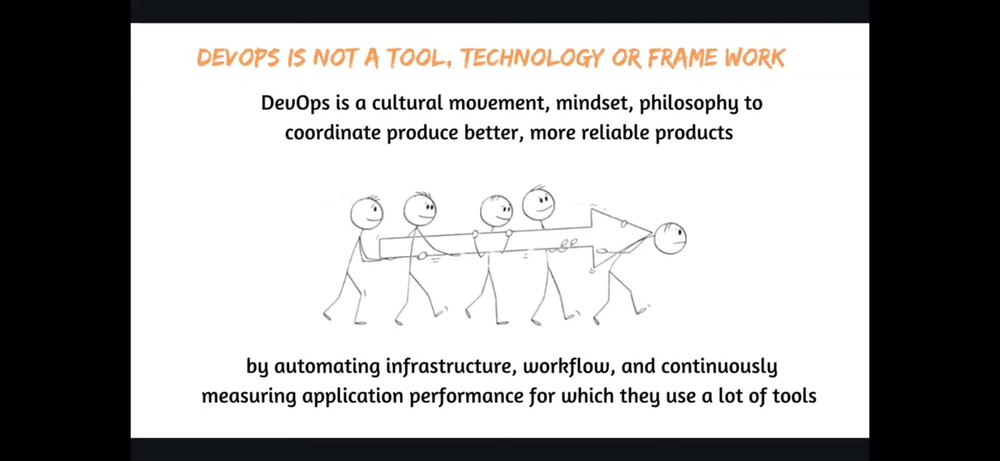 DEVOPS IS NOT A TOOL, TECHNOLOGY OR FRAME WORK
DevOps is a cultural movement, mindset, philosophy to
coordinate produce better, more reliable products
by automating infrastructure, workflow, and continuously
measuring application performance for which they use a lot of tools